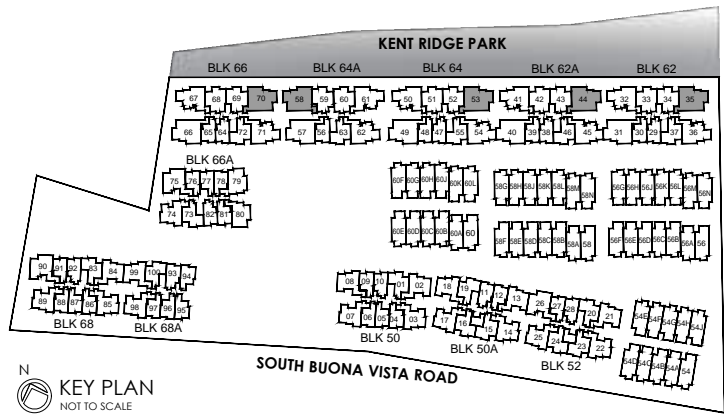 KENT RIDGE PARK
BLK 66 BLK 64A BLK 64 BLK 62A BLK 62
67 68 69 70 58 59 60 61 50 51 52 53 41 42 43 44 32 33 34 35
66 65 64 72 71 57 56 63 62 49 48 47 55 54 40 39 38 46 45 31 30 29 37 36
BLK 66A
75 76 77 78 79 60F 60G 60H 60J 60K 60L 58G 58H 58J 58K 58L 58M 58N 56G 56H 56J 56K 56L 56M 56N
74 73 82 81 80 60E 60D 60C 60B 60A 60 58F 58E 58D 58C 58B 58A 58 56F 56E 56D 56C 56B 56A 56
90 91 92 83 84 99 100 93 94 08 09 10 01 02 18 19 11 12 13 26 27 28 20 21 54E 54F 54G 54H 54J
89 88 87 86 85 98 97 96 95 07 06 05 04 03 17 16 15 14 25 24 23 22 54D 54C 54B 54A 54
BLK 68 BLK 68A BLK 50 BLK 50A BLK 52
SOUTH BUONA VISTA ROAD
N
KEY PLAN
NOT TO SCALE